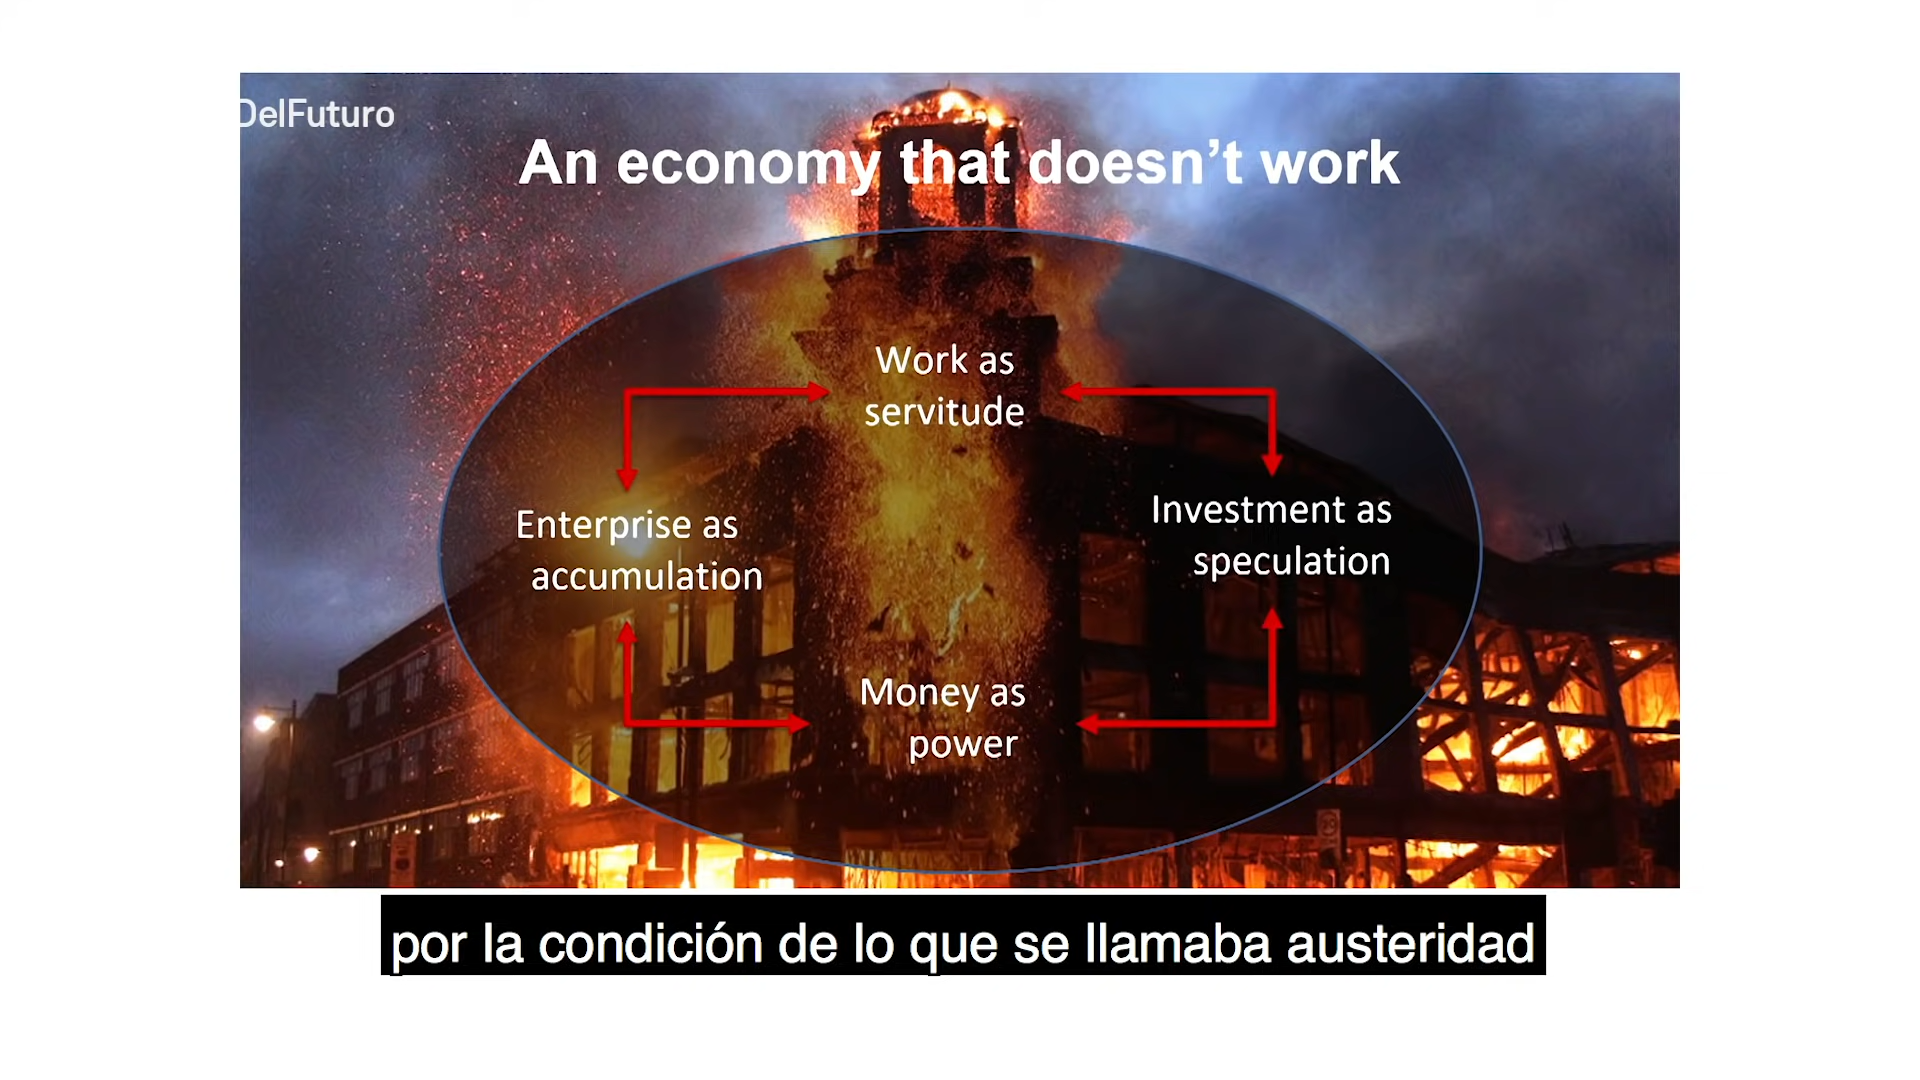 DelFuturo
An economy that doesn't work
Work as
servitude
Enterprise as
accumulation
Investment as
speculation
Money as
power
por la condición de lo que se llamaba austeridad